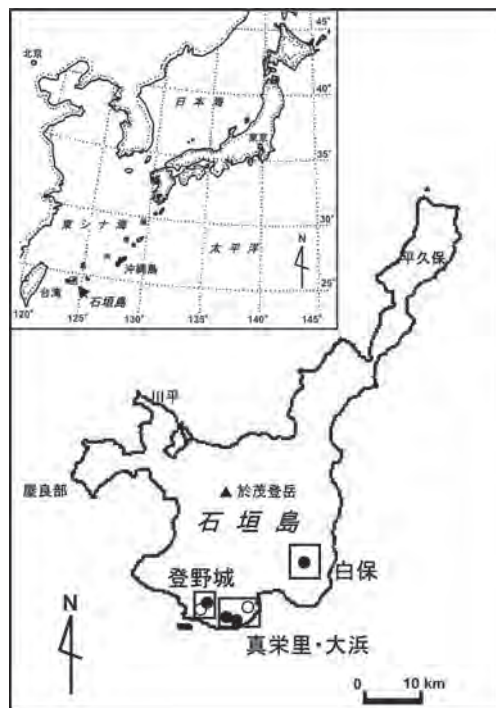 北京
日本海
東京
東シナ海
太平洋
沖縄島
台湾
石垣島
N
45°
40°
35°
30°
25°
120°
125°
130°
135°
140°
145°
平久保
川平
屋良部
▲於茂登岳
石垣島
白保
登野城
真栄里・大浜
N
0 10 km